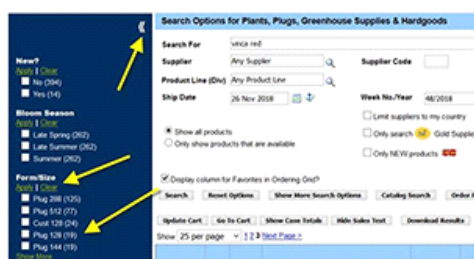 Search Options for Plants, Plugs, Greenhouse Supplies & Hardgoods
Search For vinca red
Supplier Any Supplier Supplier Code
Product Line (Div) Any Product Line
Ship Date 26 Nov 2018 Week No./Year 48/2018
Limit suppliers to my country
Show all products Only search Gold Supplie
Only show products that are available
Only NEW products
Display column for Favorites in Ordering Grid?
Search Reset Options Show More Search Options Catalog Search Order
Update Cart Go To Cart Show Case Totals Hide Sales Text Download Results
Show 25 per page 1 2 3 Next Page >
New?
Apply | Clear
No (394)
Yes (14)
Bloom Season
Apply | Clear
Late Spring (262)
Late Summer (262)
Summer (262)
Form/Size
Apply | Clear
Plug 288 (125)
Plug 512 (77)
Cust 128 (24)
Plug 128 (19)
Plug 144 (19)
Show More